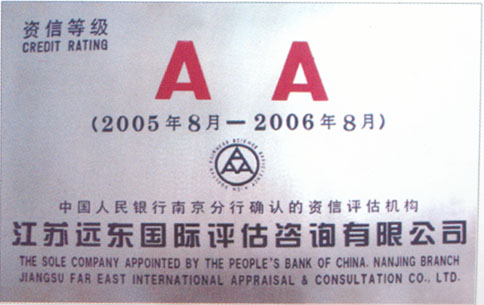 资信等级
CREDIT RATING
A A
(2005年8月—2006年8月)
中国人民银行南京分行确认的资信评估机构
江苏远东国际评估咨询有限公司
THE SOLE COMPANY APPOINTED BY THE PEOPLE'S BANK OF CHINA. NANJING BRANCH
JIANGSU FAR EAST INTERNATIONAL APPRAISAL & CONSULTATION CO., LTD.